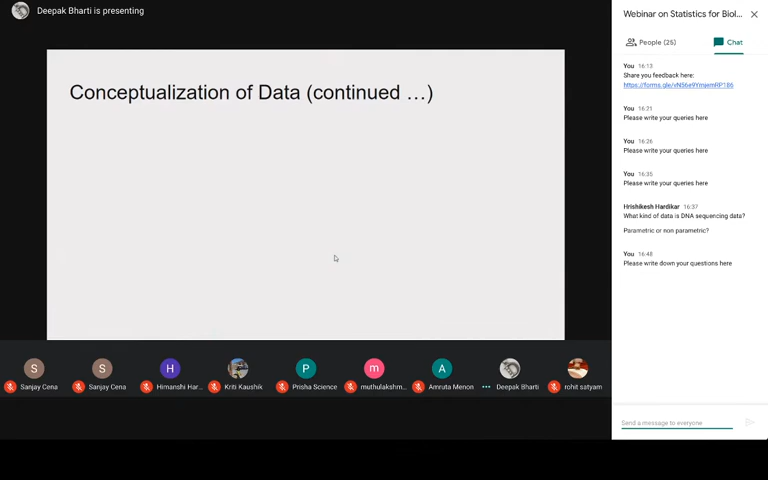 Deepak Bharti is presenting
Webinar on Statistics for Biol...
People (25)
Chat
Conceptualization of Data (continued ...)
You 16:13
Share you feedback here:
You 16:21
Please write your queries here
You 16:26
Please write your queries here
You 16:35
Please write your queries here
Hrishikesh Hardikar 16:37
What kind of data is DNA sequencing data?
Parametric or non parametric?
You 16:48
Please write down your questions here
S
S
H
P
m
A
Sanjay Cena
Sanjay Cena
Himanshi Har...
Kriti Kaushik
Prisha Science
muthulakshm...
Amruta Menon
Deepak Bharti
rohit satyam
Send a message to everyone